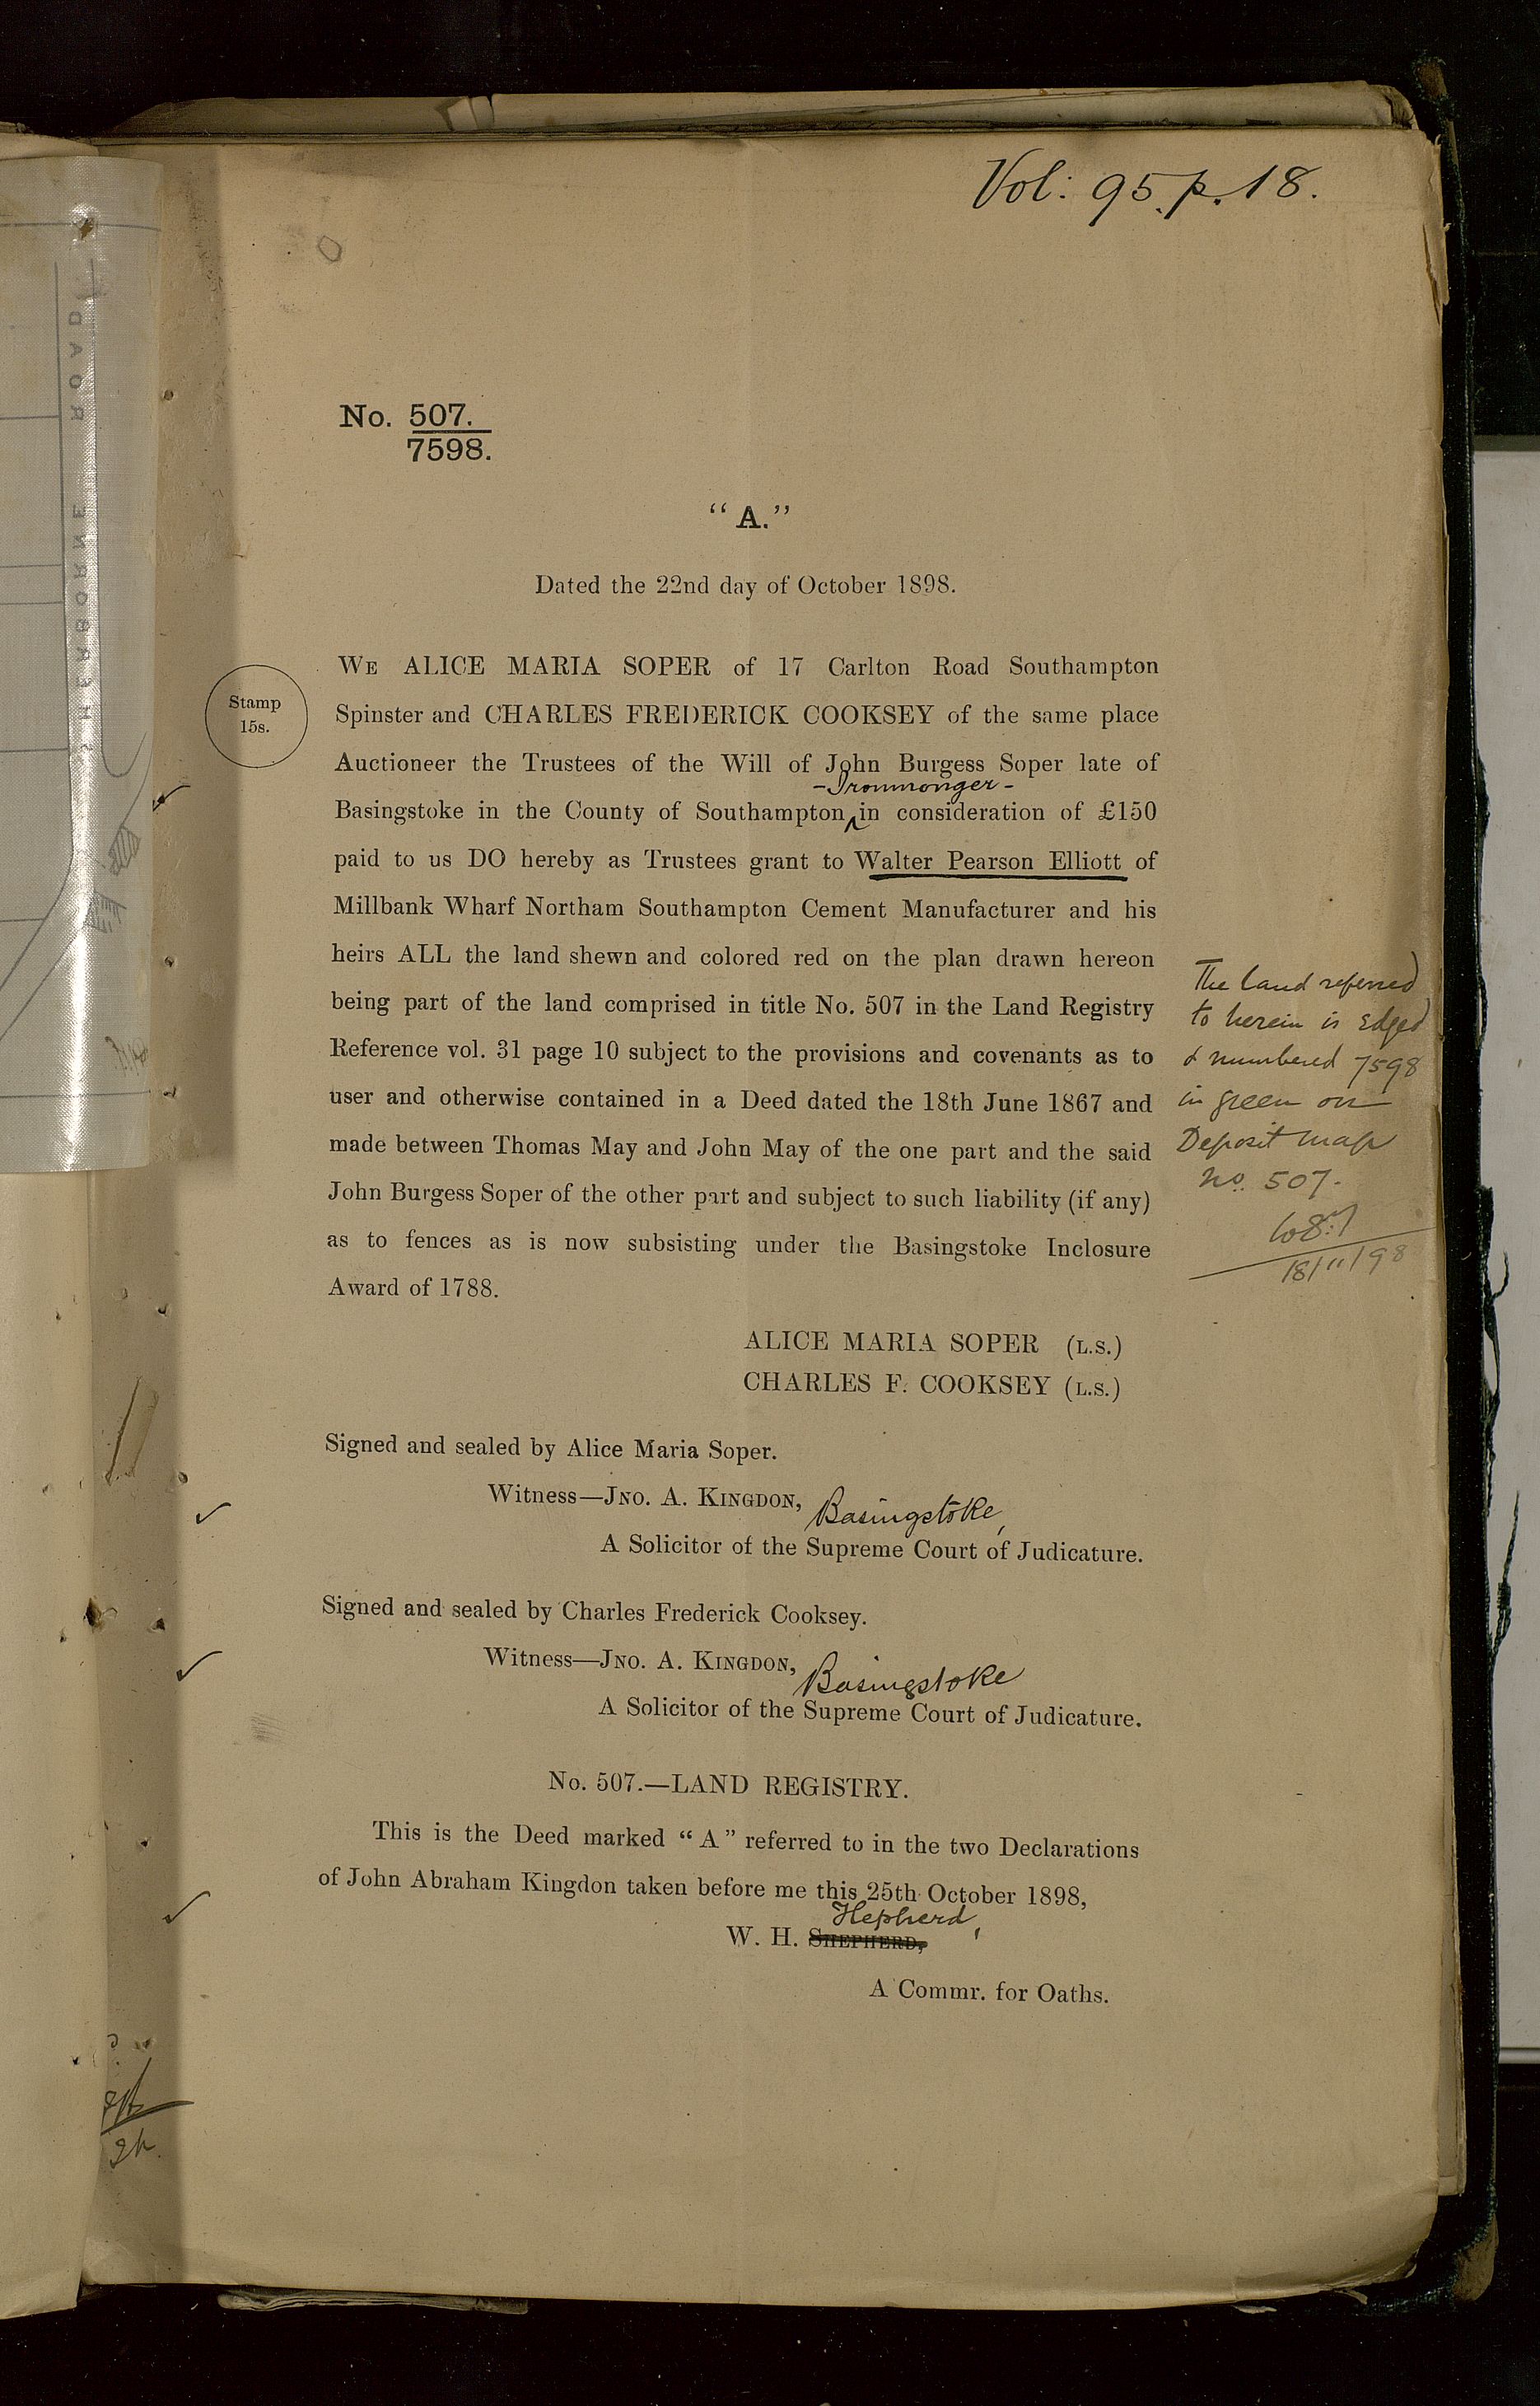 Vol: 95. p. 18.
No. 507.
7598.
"A."
Dated the 22nd day of October 1898.
Stamp
15s.
WE ALICE MARIA SOPER of 17 Carlton Road Southampton
Spinster and CHARLES FREDERICK COOKSEY of the same place
Auctioneer the Trustees of the Will of John Burgess Soper late of
-Ironmonger-
Basingstoke in the County of Southampton in consideration of £150
paid to us DO hereby as Trustees grant to Walter Pearson Elliott of
Millbank Wharf Northam Southampton Cement Manufacturer and his
heirs ALL the land shewn and colored red on the plan drawn hereon
being part of the land comprised in title No. 507 in the Land Registry
Reference vol. 31 page 10 subject to the provisions and covenants as to
user and otherwise contained in a Deed dated the 18th June 1867 and
made between Thomas May and John May of the one part and the said
John Burgess Soper of the other part and subject to such liability (if any)
as to fences as is now subsisting under the Basingstoke Inclosure
Award of 1788.
The land referred
to herein is Edged
& numbered 7598
in green on
Deposit map
No. 507.
18/11/98
ALICE MARIA SOPER (L.S.)
CHARLES F. COOKSEY (L.S.)
Signed and sealed by Alice Maria Soper.
Witness—JNO. A. KINGDON, Basingstoke,
A Solicitor of the Supreme Court of Judicature.
Signed and sealed by Charles Frederick Cooksey.
Witness—JNO. A. KINGDON, Basingstoke
A Solicitor of the Supreme Court of Judicature.
No. 507.—LAND REGISTRY.
This is the Deed marked "A" referred to in the two Declarations
of John Abraham Kingdon taken before me this 25th October 1898,
Hepherd,
W. H. SHEPHERD,
A Commr. for Oaths.
SHERBORNE ROAD